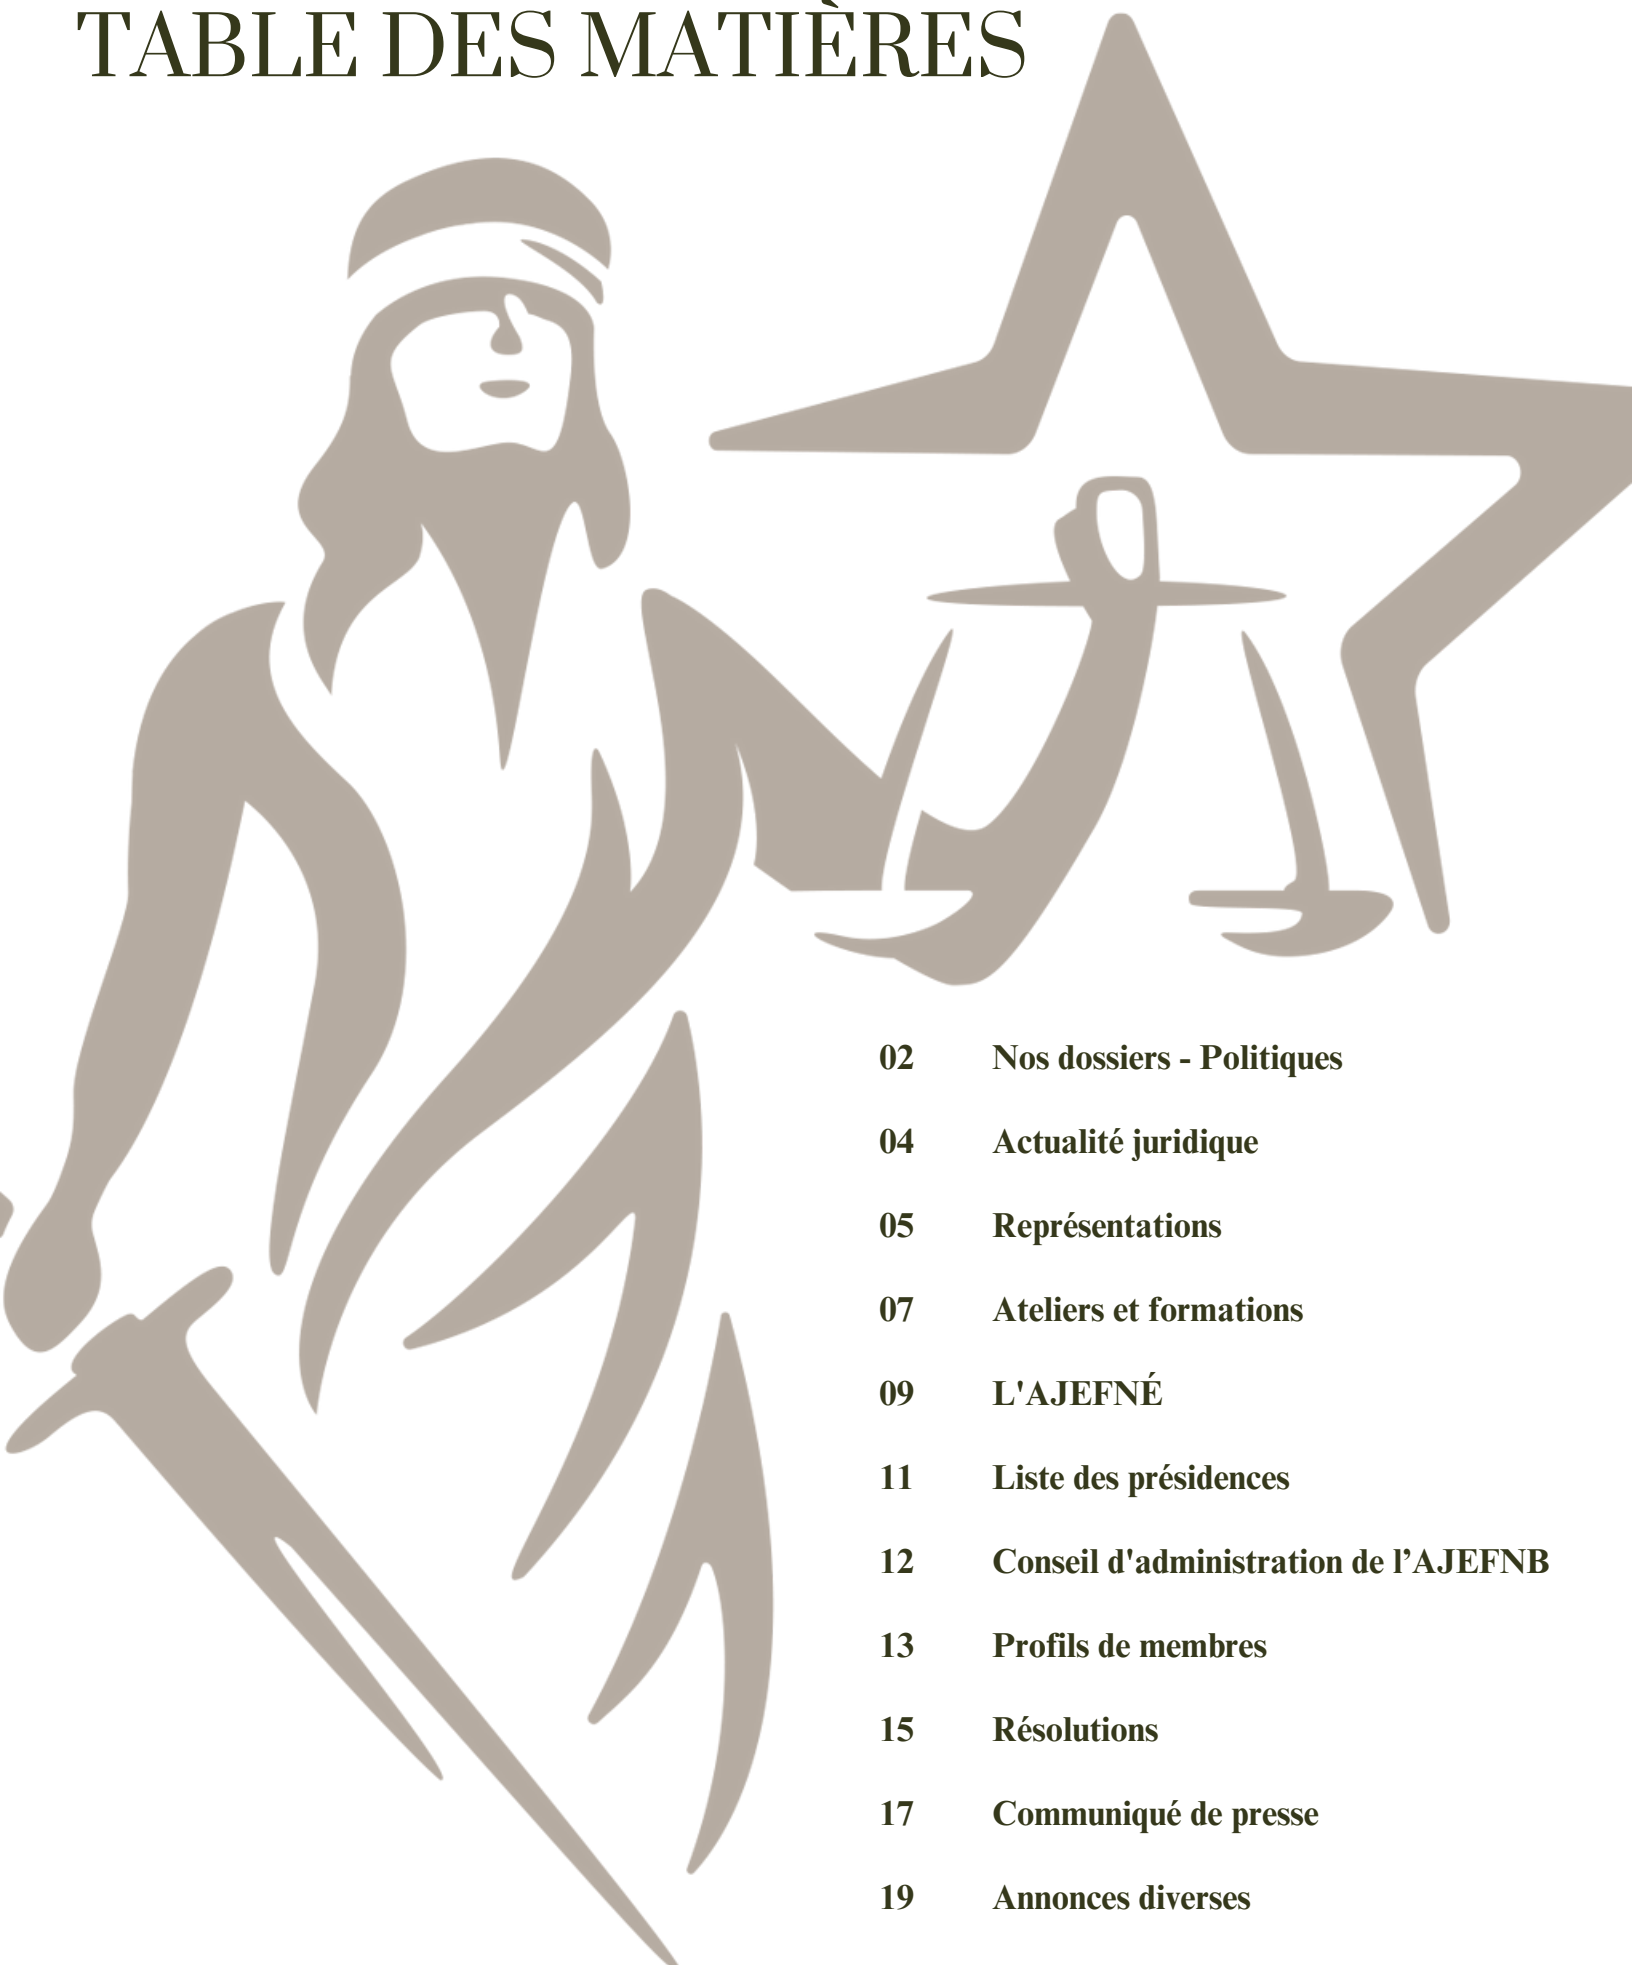 TABLE DES MATIÈRES
02 Nos dossiers - Politiques
04 Actualité juridique
05 Représentations
07 Ateliers et formations
09 L'AJEFNÉ
11 Liste des présidences
12 Conseil d'administration de l’AJEFNB
13 Profils de membres
15 Résolutions
17 Communiqué de presse
19 Annonces diverses